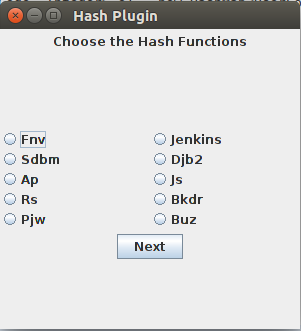 Hash Plugin
Choose the Hash Functions
Fnv Jenkins
Sdbm Djb2
Ap Js
Rs Bkdr
Pjw Buz
Next